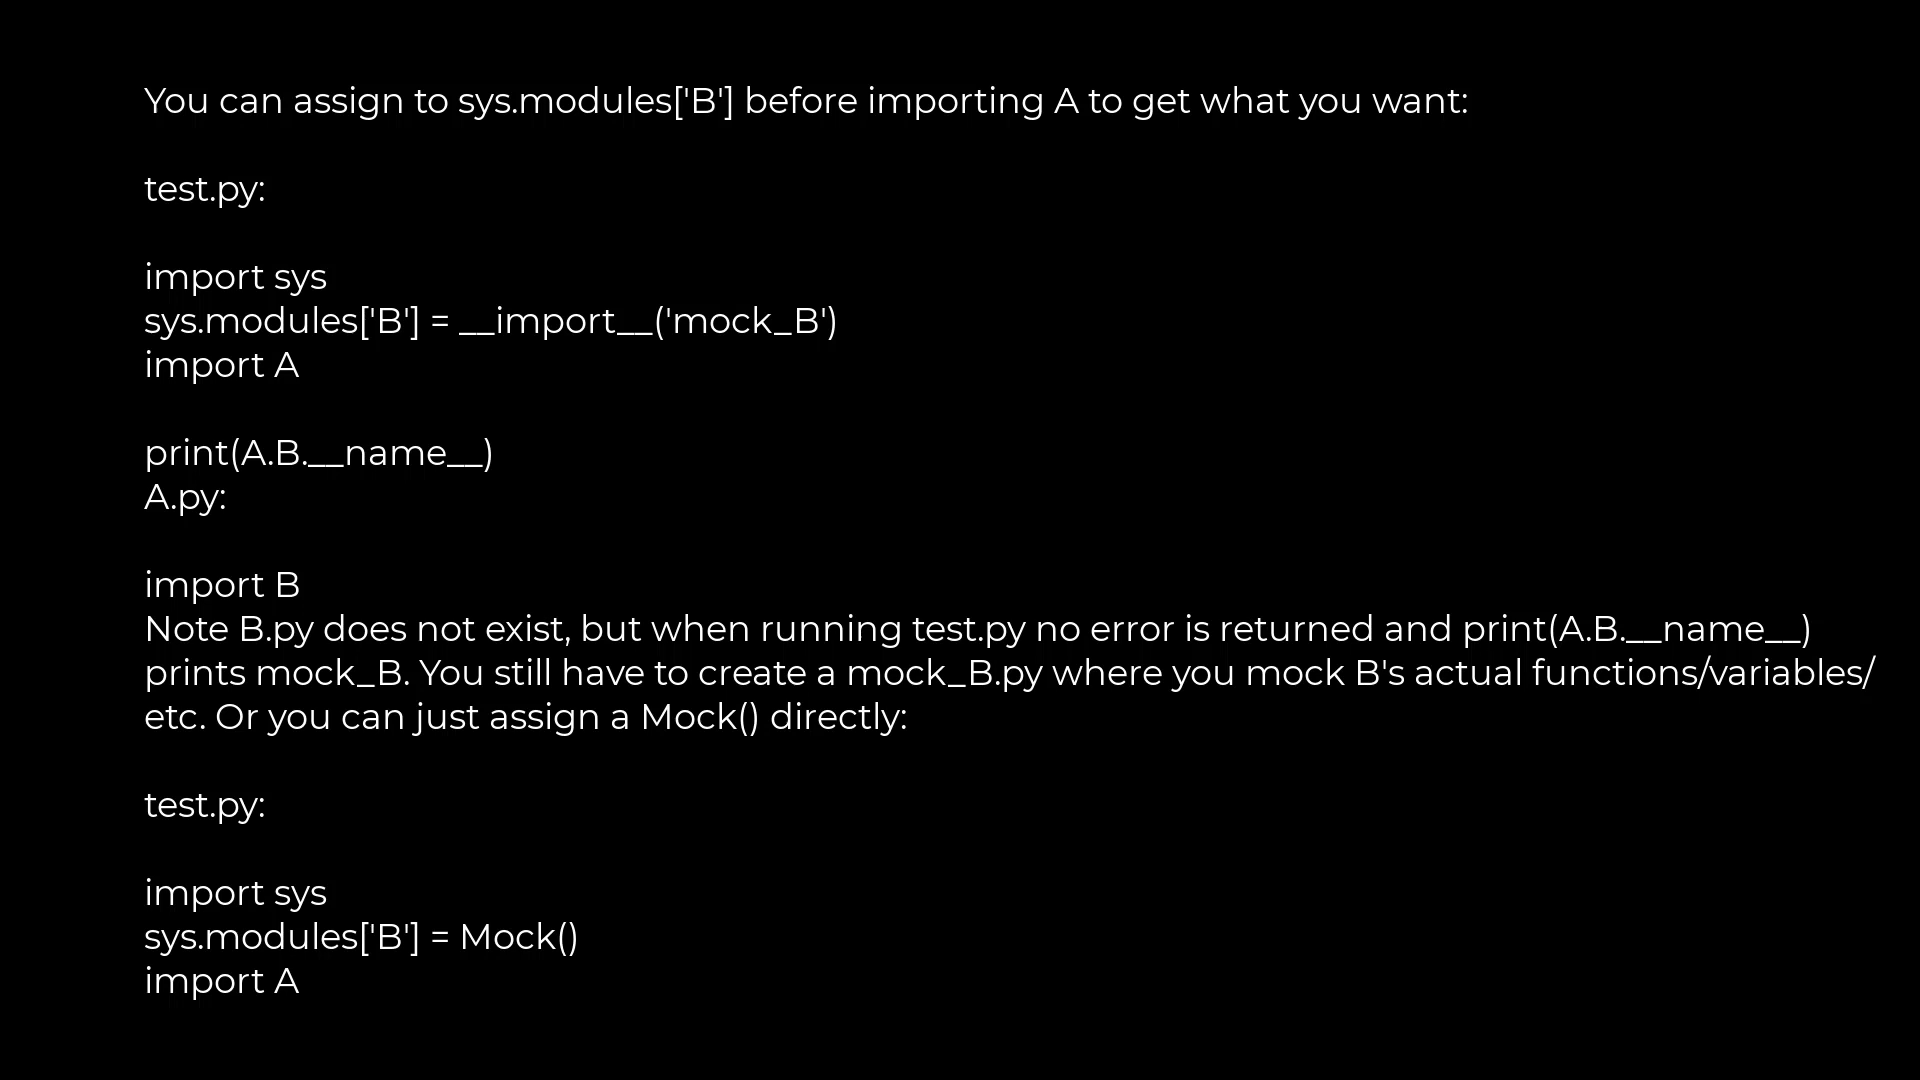 You can assign to sys.modules['B'] before importing A to get what you want:
test.py:
import sys
sys.modules['B'] = __import__('mock_B')
import A
print(A.B.__name__)
A.py:
import B
Note B.py does not exist, but when running test.py no error is returned and print(A.B.__name__)
prints mock_B. You still have to create a mock_B.py where you mock B's actual functions/variables/
etc. Or you can just assign a Mock() directly:
test.py:
import sys
sys.modules['B'] = Mock()
import A